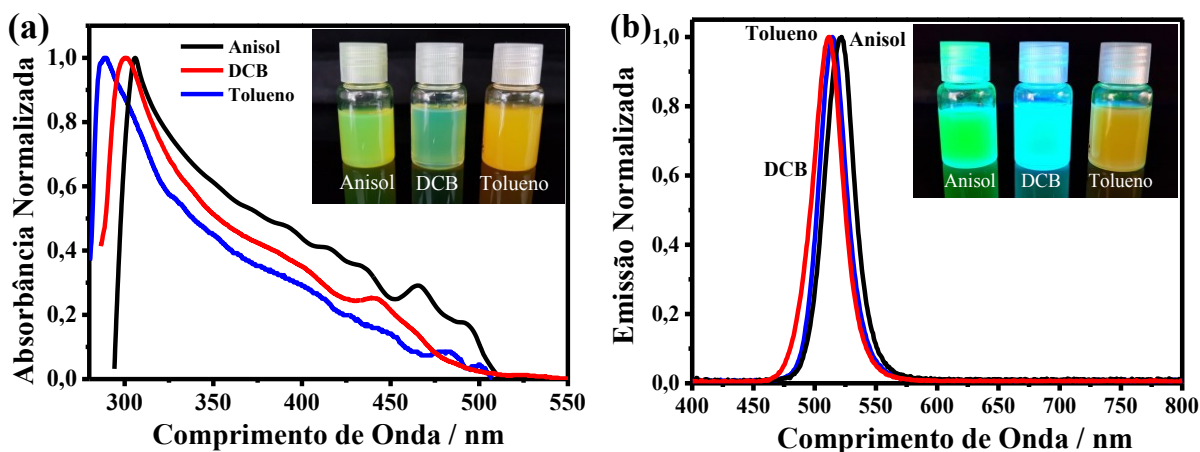 (a)
Absorbância Normalizada
1,0
0,8
0,6
0,4
0,2
0,0
Anisol
DCB
Tolueno
Anisol DCB Tolueno
300 350 400 450 500 550
Comprimento de Onda / nm
(b)
Emissão Normalizada
1,0
0,8
0,6
0,4
0,2
0,0
Tolueno Anisol
DCB
Anisol DCB Tolueno
400 450 500 550 600 650 700 750 800
Comprimento de Onda / nm